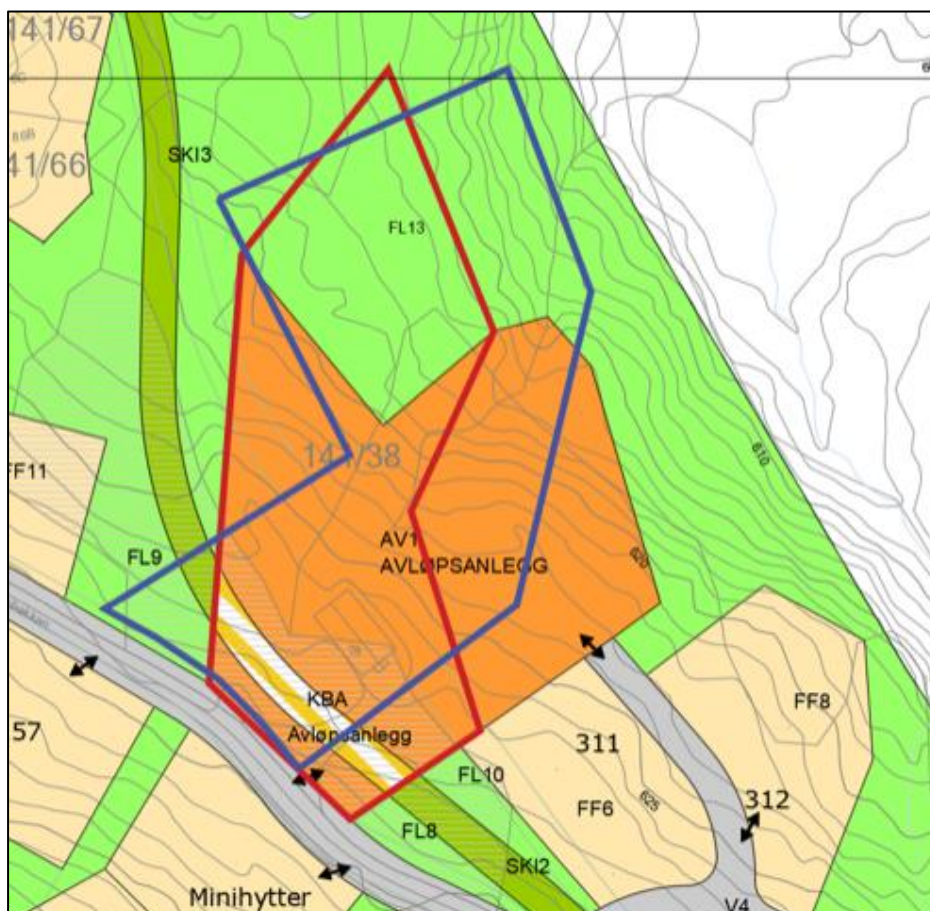 141/67
41/66
SKI3
FL13
610
FF11
141/38
FL9
AV1
AVLØPSANLEGG
620
KBA
Avløpsanlegg
57
FF8
311
FL10
312
FF6
625
FL8
SKI2
Minihytter
V4